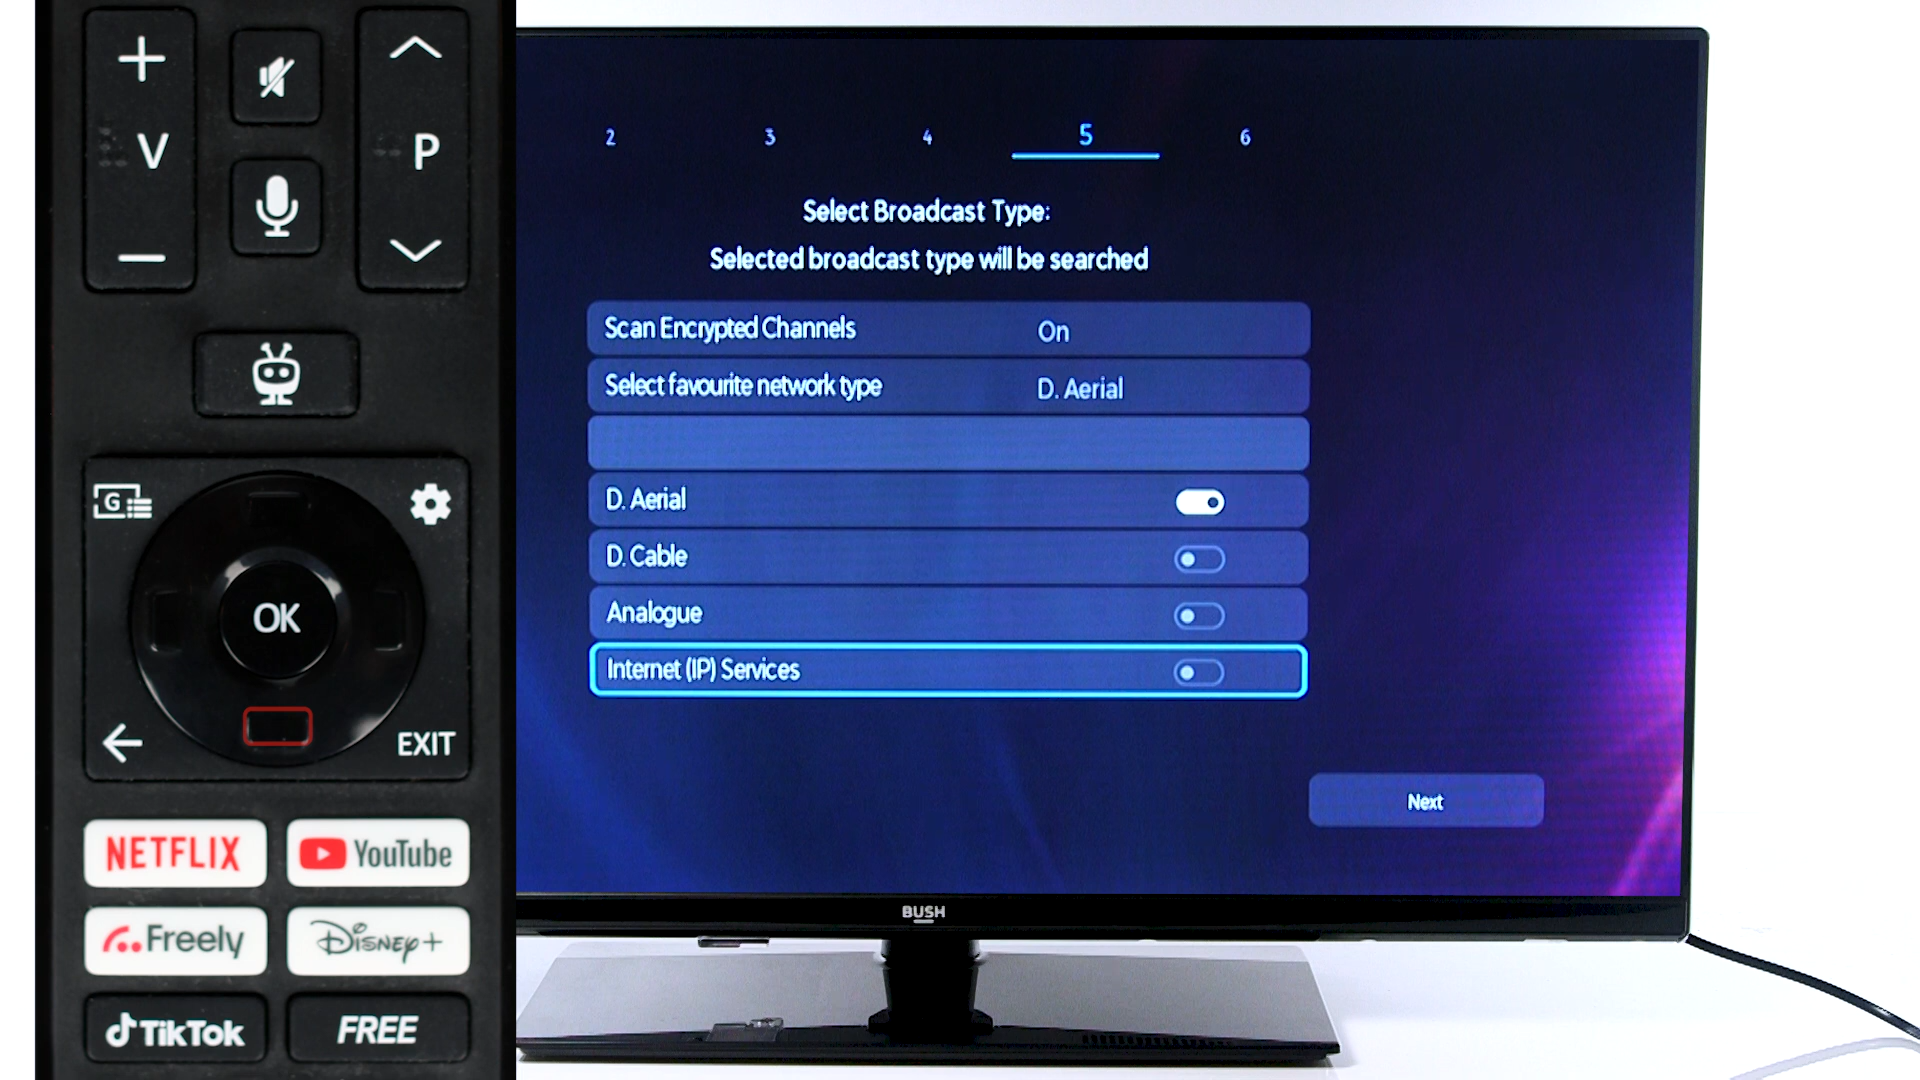 V
P
G
OK
EXIT
NETFLIX
YouTube
Freely
Disney+
TikTok
FREE
2 3 4 5 6
Select Broadcast Type:
Selected broadcast type will be searched
Scan Encrypted Channels On
Select favourite network type D. Aerial
D. Aerial
D. Cable
Analogue
Internet (IP) Services
Next
BUSH